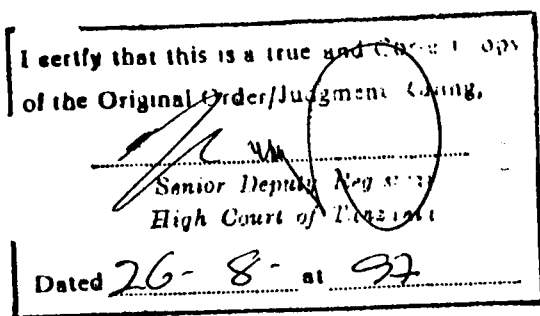 I certfy that this is a true and
of the Original Order/Judgment
Senior Deputy
High Court of
Dated 26-8- at 97